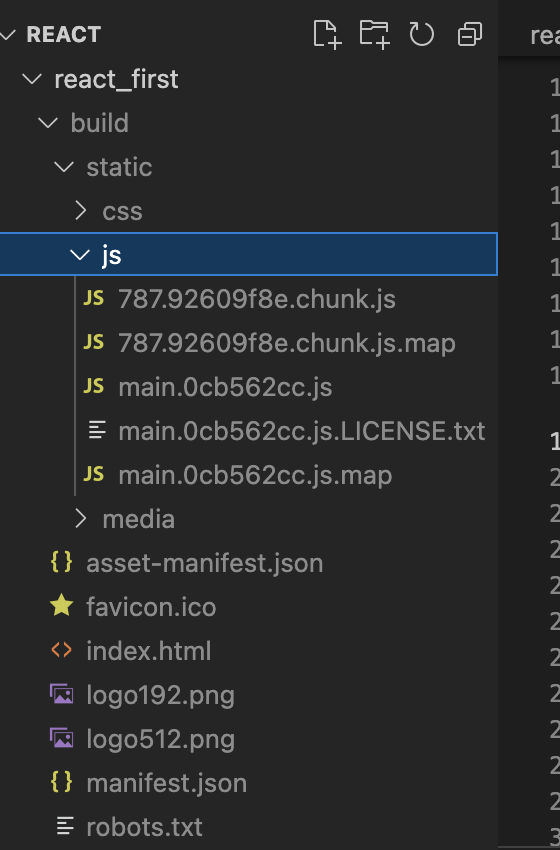 REACT
rea
react_first
build
static
css
js
JS 787.92609f8e.chunk.js
JS 787.92609f8e.chunk.js.map
JS main.0cb562cc.js
main.0cb562cc.js.LICENSE.txt
JS main.0cb562cc.js.map
media
{} asset-manifest.json
favicon.ico
<> index.html
logo192.png
logo512.png
{} manifest.json
robots.txt